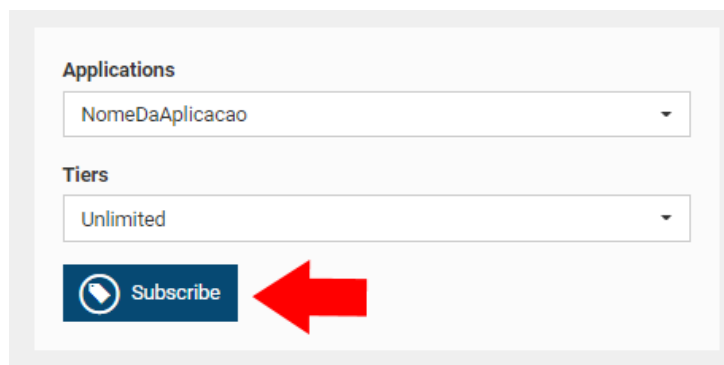 Applications
NomeDaAplicacao
Tiers
Unlimited
Subscribe